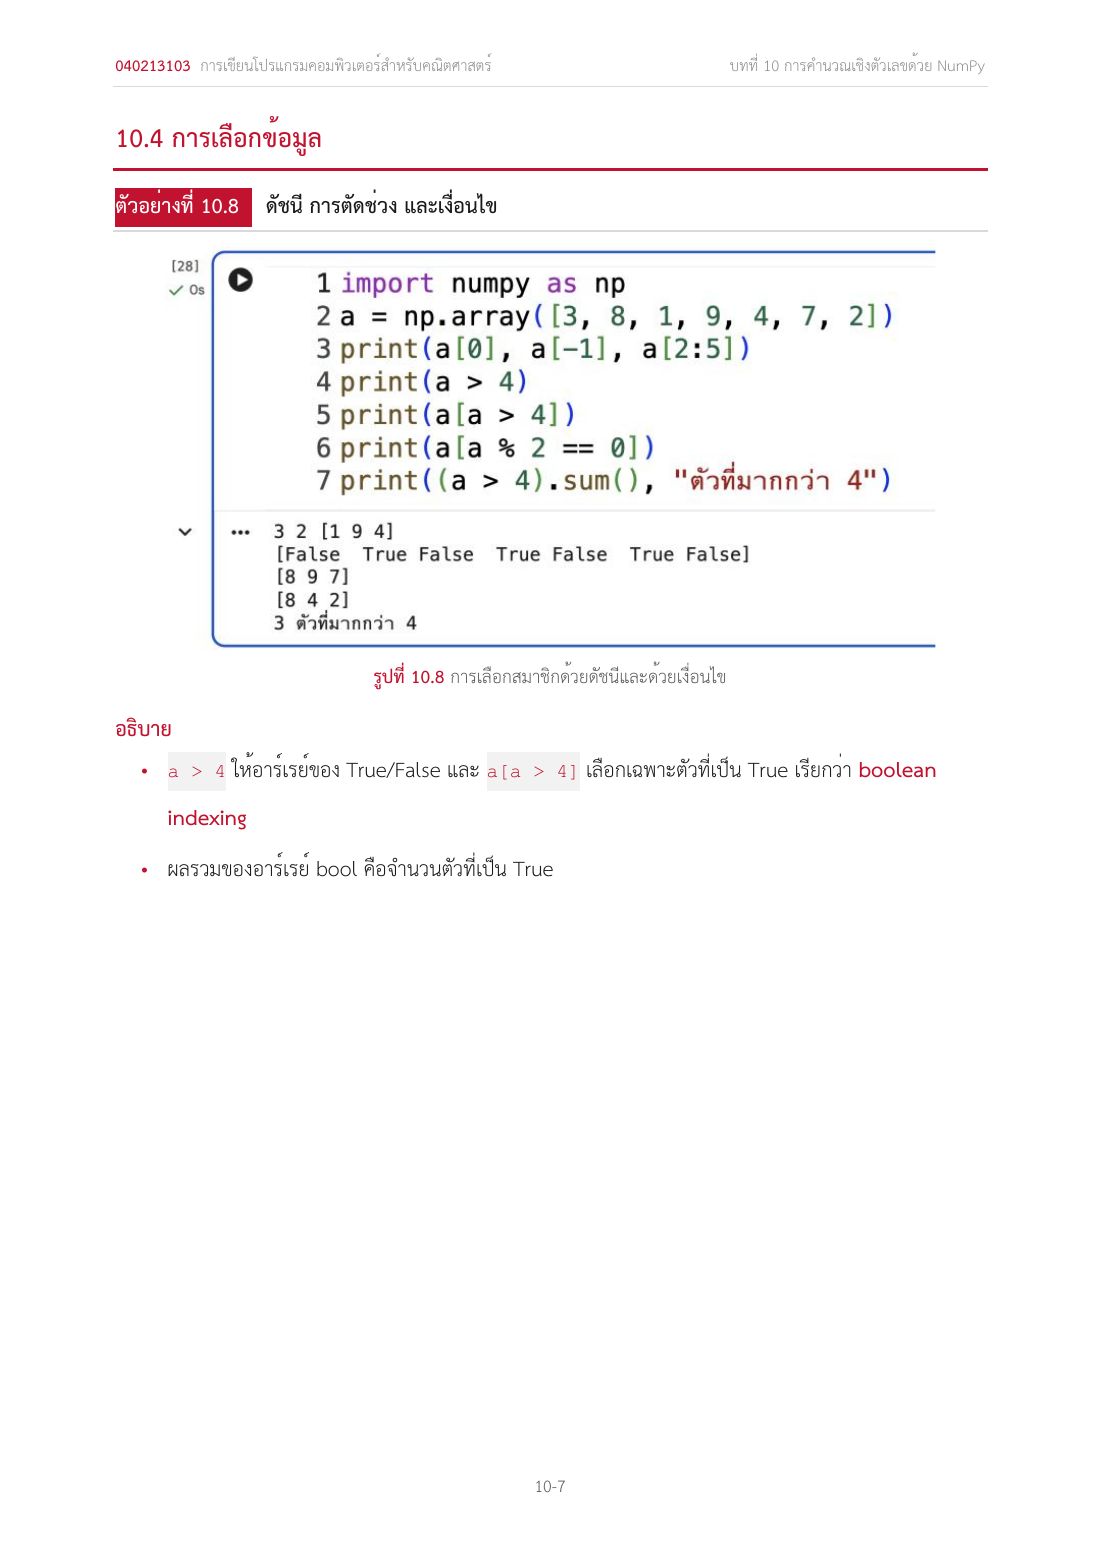 040213103 การเขียนโปรแกรมคอมพิวเตอร์สำหรับคณิตศาสตร์ บทที่ 10 การคำนวณเชิงตัวเลขด้วย NumPy
10.4 การเลือกข้อมูล
ตัวอย่างที่ 10.8 ดัชนี การตัดช่วง และเงื่อนไข
[28]
0s
1 import numpy as np
2 a = np.array([3, 8, 1, 9, 4, 7, 2])
3 print(a[0], a[-1], a[2:5])
4 print(a > 4)
5 print(a[a > 4])
6 print(a[a % 2 == 0])
7 print((a > 4).sum(), "ตัวที่มากกว่า 4")
3 2 [1 9 4]
[False  True False  True False  True False]
[8 9 7]
[8 4 2]
3 ตัวที่มากกว่า 4
รูปที่ 10.8 การเลือกสมาชิกด้วยดัชนีและด้วยเงื่อนไข
อธิบาย
• a > 4 ให้อาร์เรย์ของ True/False และ a[a > 4] เลือกเฉพาะตัวที่เป็น True เรียกว่า boolean
indexing
• ผลรวมของอาร์เรย์ bool คือจำนวนตัวที่เป็น True
10-7